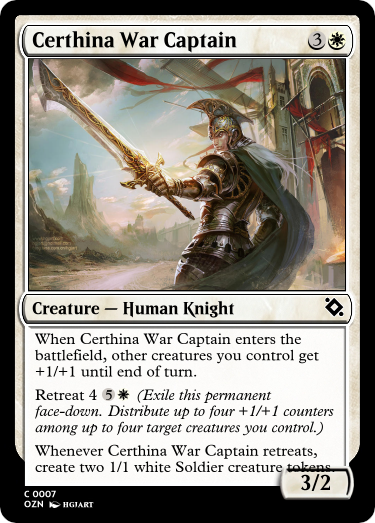 Certhina War Captain 3
Creature — Human Knight
When Certhina War Captain enters the
battlefield, other creatures you control get
+1/+1 until end of turn.
Retreat 4 5 (Exile this permanent
face-down. Distribute up to four +1/+1 counters
among up to four target creatures you control.)
Whenever Certhina War Captain retreats,
create two 1/1 white Soldier creature tokens.
3/2
C 0007
OZN HGJART